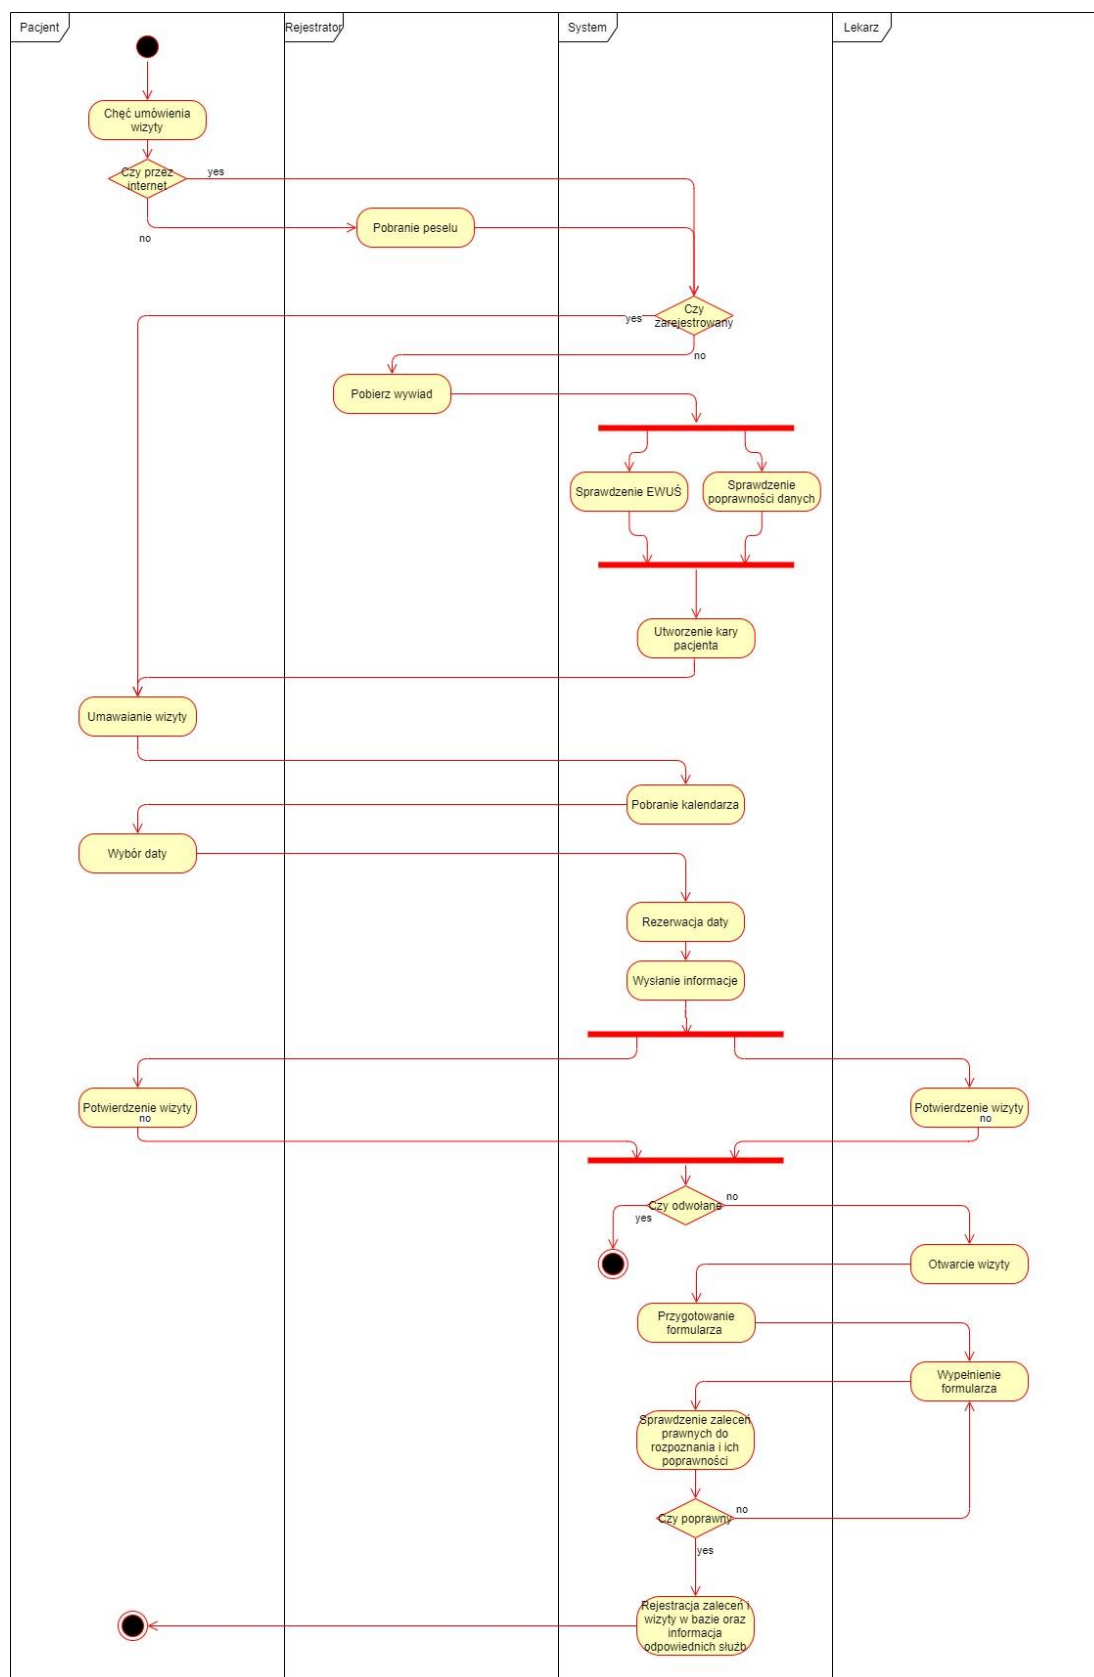 Pacjent
Rejestrator
System
Lekarz
Chęć umówienia
wizyty
Czy przez
internet
yes
no
Pobranie peselu
Czy
zarejestrowany
yes
no
Pobierz wywiad
Sprawdzenie EWUŚ
Sprawdzenie
poprawności danych
Utworzenie kary
pacjenta
Umawaianie wizyty
Pobranie kalendarza
Wybór daty
Rezerwacja daty
Wysłanie informacje
Potwierdzenie wizyty
no
Potwierdzenie wizyty
no
Czy odwołane
no
yes
Otwarcie wizyty
Przygotowanie
formularza
Wypełnienie
formularza
Sprawdzenie zaleceń
prawnych do
rozpoznania i ich
poprawności
Czy poprawny
no
yes
Rejestracja zaleceń i
wizyty w bazie oraz
informacja
odpowiednich służb